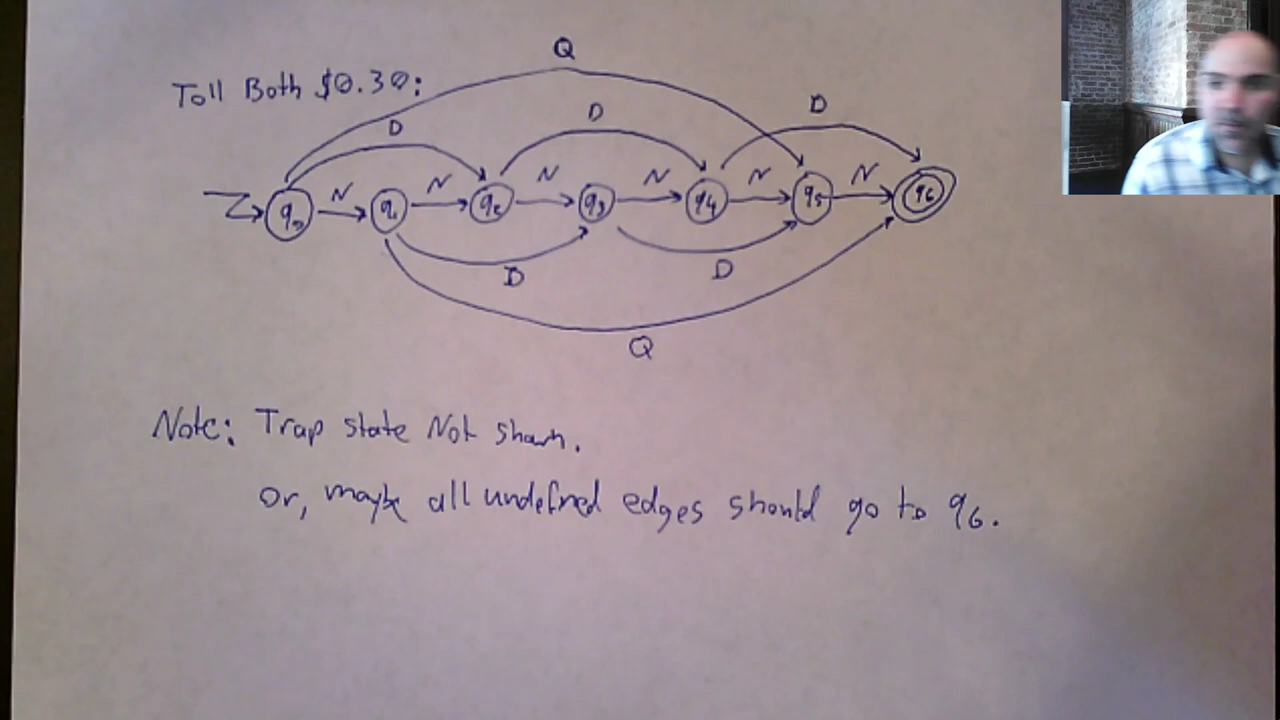 Q
Toll Both $0.30:
D D D
N N N N N N
q0 q1 q2 q3 q4 q5 q6
D D
Q
Note: Trap state Not shown.
or, maybe all undefined edges should go to q6.